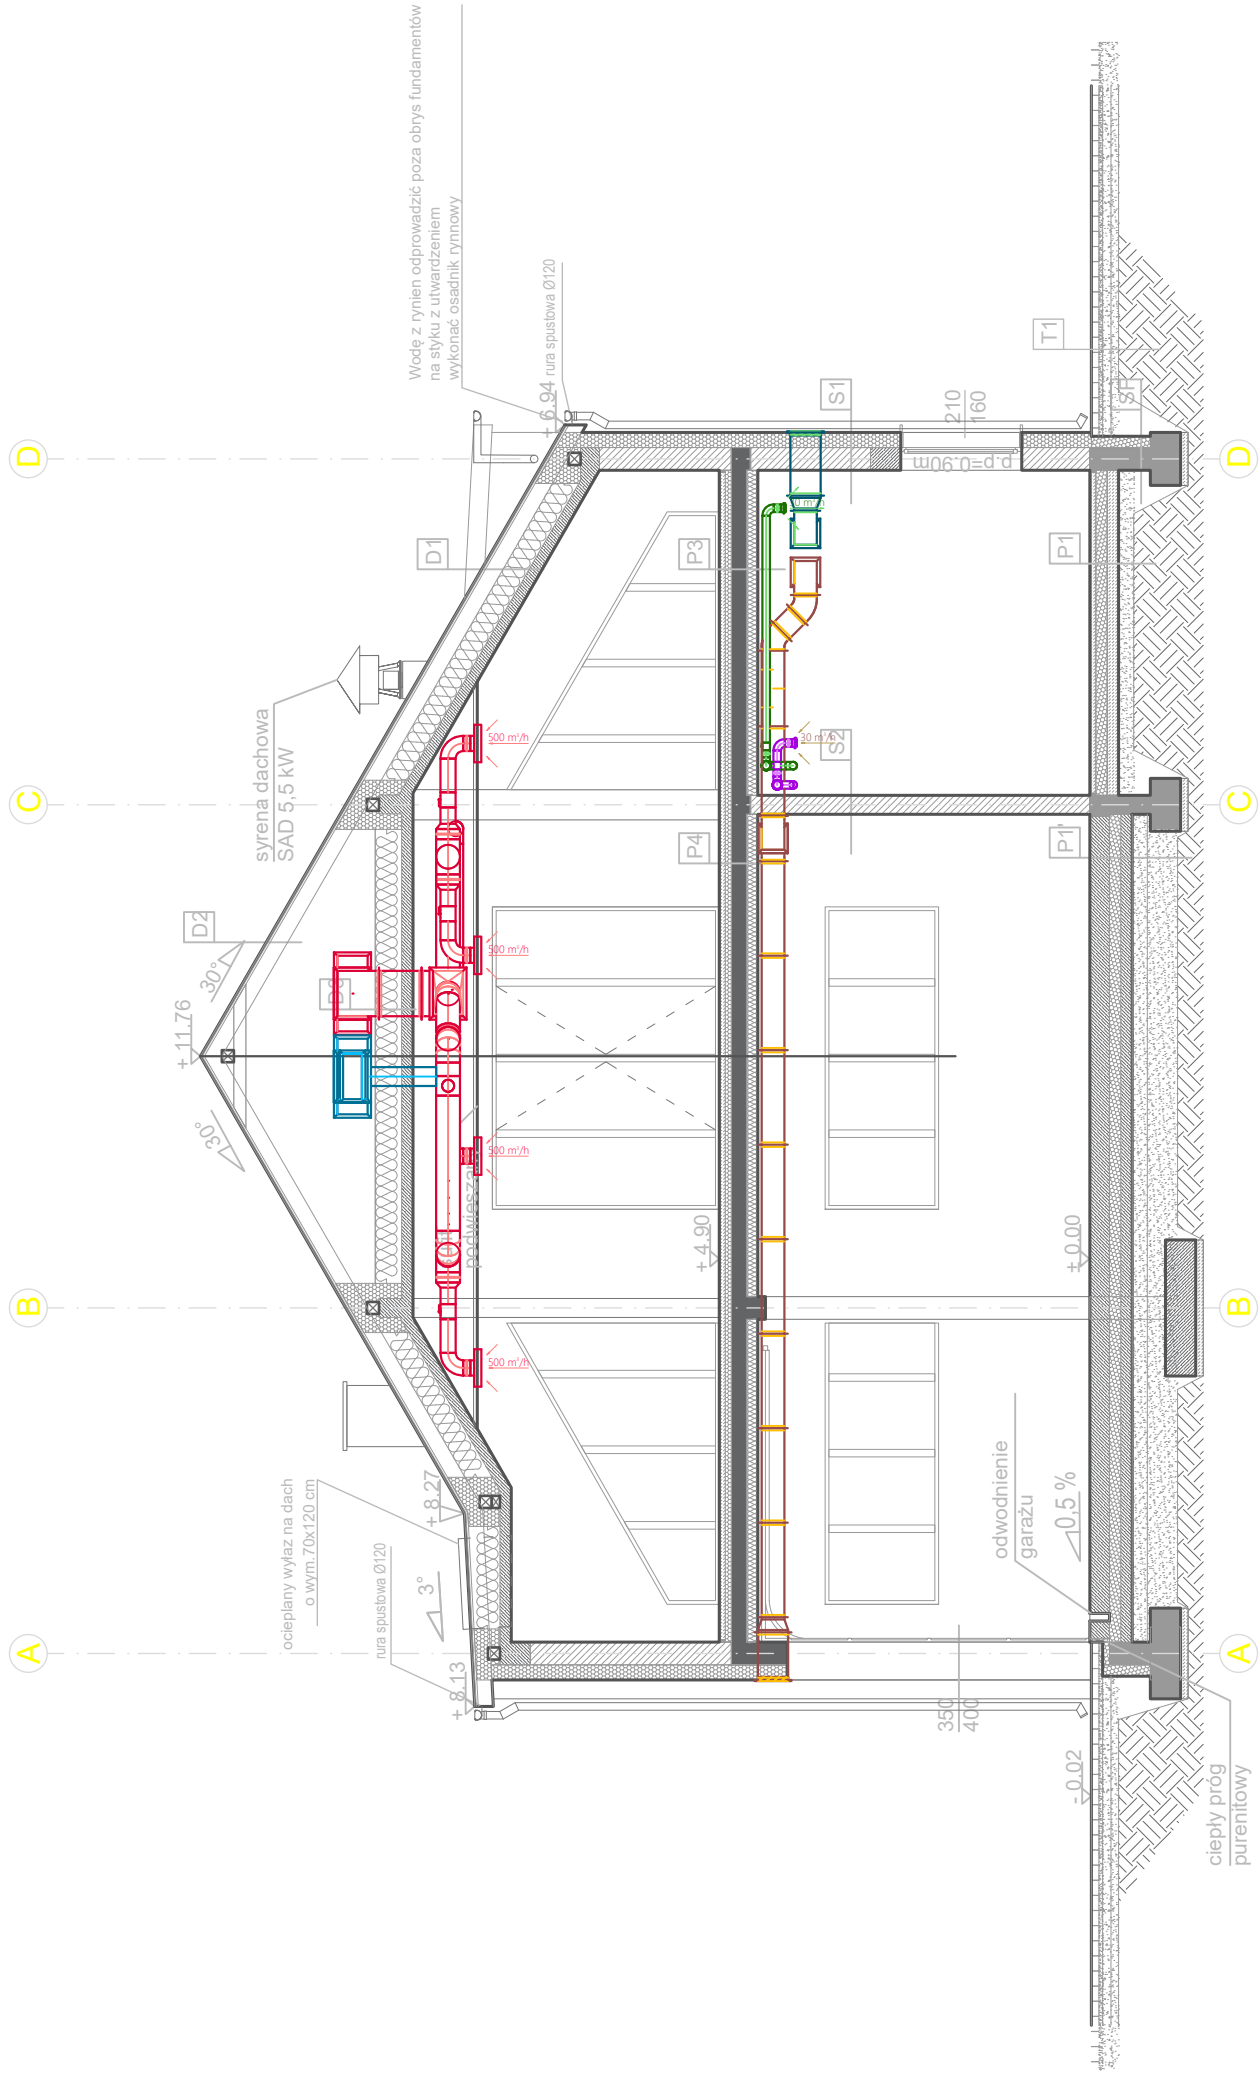 A
B
C
D
Wodę z rynien odprowadzić poza obrys fundamentów
na styku z utwardzeniem
wykonać osadnik rynnowy
syrena dachowa
SAD 5,5 kW
+ 11.76
30°
30°
D2
D3
D1
+ 6.94
rura spustowa Ø120
ocieplany wyłaz na dach
o wym.70x120 cm
rura spustowa Ø120
+ 8.27
3°
+ 8.13
500 m³/h
500 m³/h
500 m³/h
500 m³/h
+ 4.90
P4
P3
S1
S2
30 m³/h
210
160
p.p=0.90m
T1
SF
P1
P1'
± 0.00
odwodnienie
garażu
0,5 %
350
400
- 0.02
ciepły próg
purenitowy
A
B
C
D